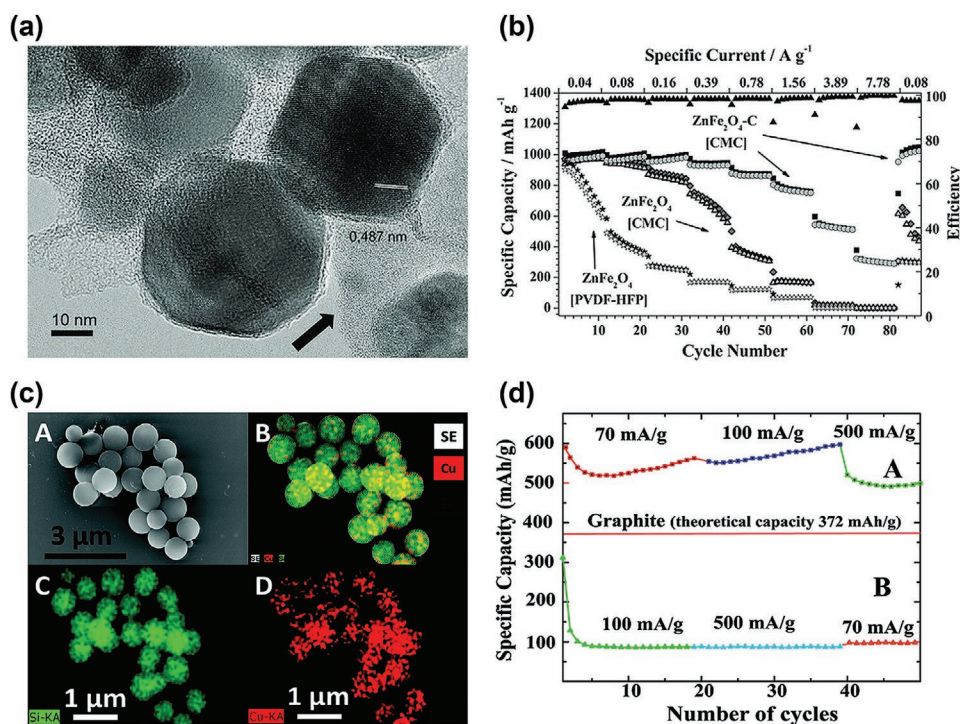 (a)
0,487 nm
10 nm
(b)
Specific Current / A g⁻¹
0.04 0.08 0.16 0.39 0.78 1.56 3.89 7.78 0.08
Specific Capacity / mAh g⁻¹
1400
1200
1000
800
600
400
200
0
ZnFe₂O₄-C
[CMC]
ZnFe₂O₄
[CMC]
ZnFe₂O₄
[PVDF-HFP]
100
80
60
40
20
0
Efficiency
10 20 30 40 50 60 70 80
Cycle Number
(c)
A
3 µm
B
SE
Cu
C
1 µm
Si-KA
D
1 µm
Cu-KA
(d)
Specific Capacity (mAh/g)
600
500
400
300
200
100
70 mA/g
100 mA/g
500 mA/g
A
Graphite (theoretical capacity 372 mAh/g)
B
100 mA/g
500 mA/g
70 mA/g
10 20 30 40
Number of cycles